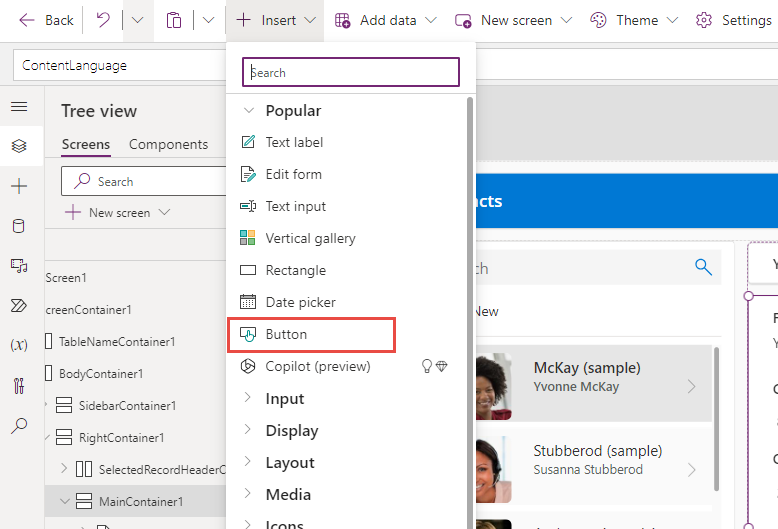 Back
Insert
Add data
New screen
Theme
Settings
ContentLanguage
Tree view
Screens
Components
Search
New screen
Screen1
creenContainer1
TableNameContainer1
BodyContainer1
SidebarContainer1
RightContainer1
SelectedRecordHeaderC
MainContainer1
Search
Popular
Text label
Edit form
Text input
Vertical gallery
Rectangle
Date picker
Button
Copilot (preview)
Input
Display
Layout
Media
Icons
cts
ch
New
McKay (sample)
Yvonne McKay
Stubberod (sample)
Susanna Stubberod